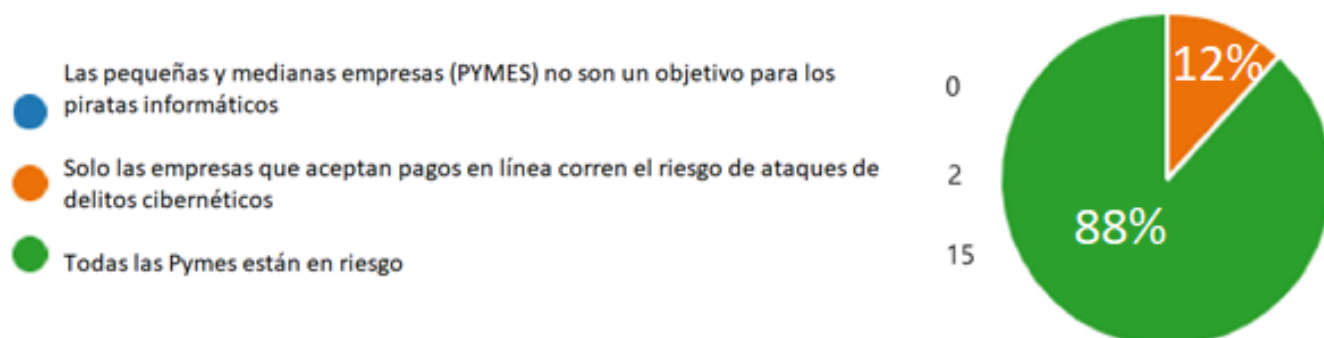 Las pequeñas y medianas empresas (PYMES) no son un objetivo para los
piratas informáticos
0
Solo las empresas que aceptan pagos en línea corren el riesgo de ataques de
delitos cibernéticos
2
Todas las Pymes están en riesgo
15
12%
88%